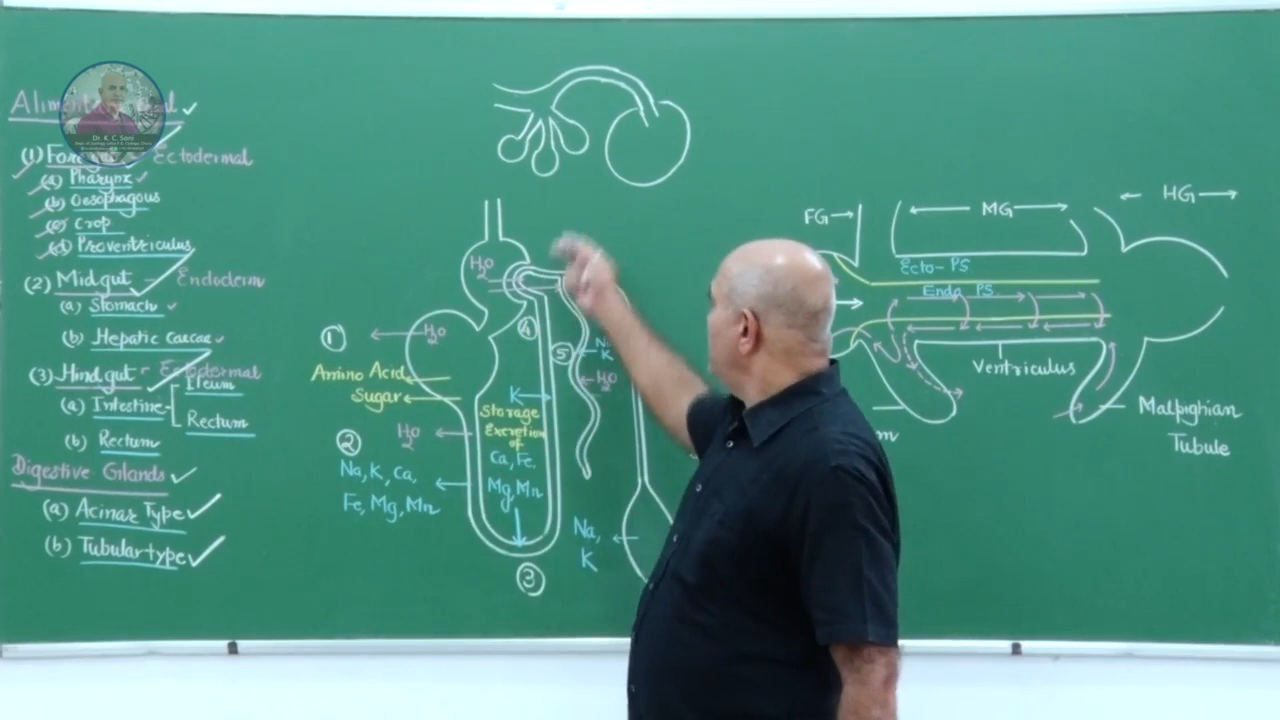 Dr. K. C. Soni
(1)
Ectodermal
(a) Pharynx
(b) Oesophagous
(c) Crop
(d) Proventriculus
(2) Midgut
Endoderm
(a) Stomach
(b) Hepatic Caecae
(3) Hindgut - Ectodermal
(a) Intestine
Ileum
Rectum
(b) Rectum
Digestive Glands
(a) Acinar Type
(b) Tubular type
H2O
①
H2O
Amino Acid
Sugar
②
H2O
Na, K, Ca,
Fe, Mg, Mn
K
Storage
Excretion
of
Ca, Fe,
Mg, Mn
③
④
⑤
K
H2O
Na,
K
FG
MG
HG
Ecto- PS
Endo PS
Ventriculus
Malpighian
Tubule